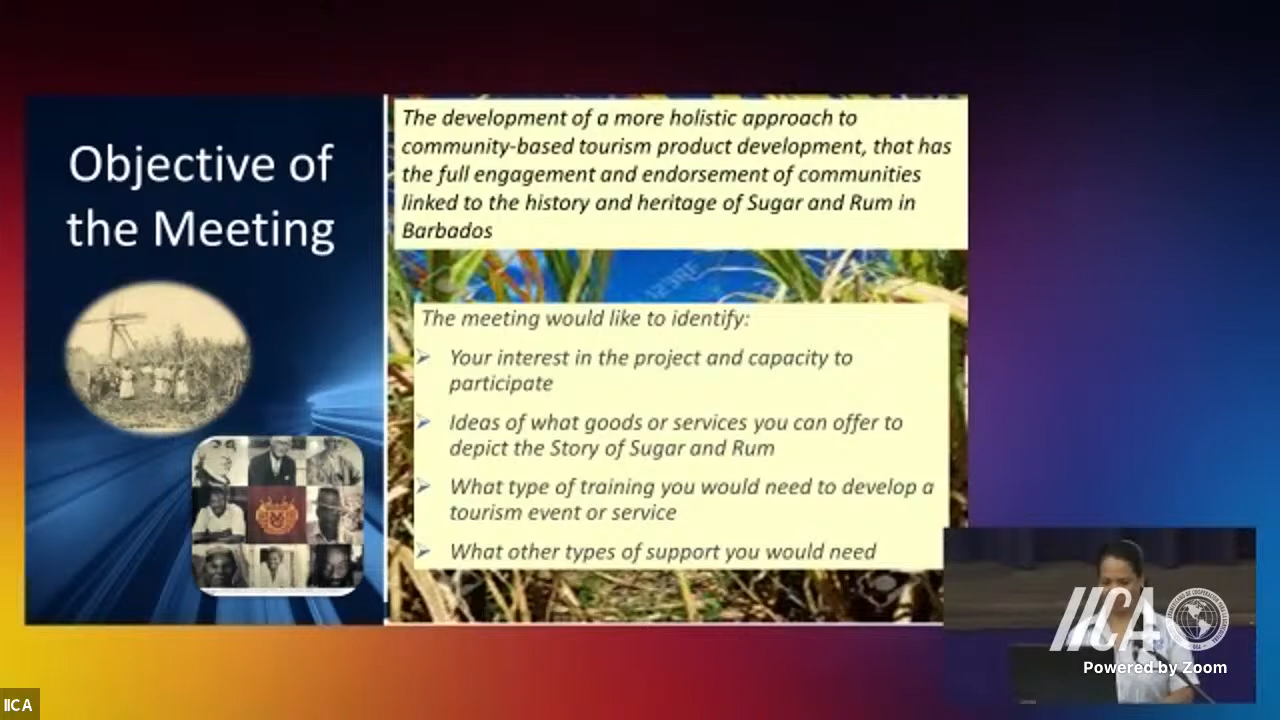 Objective of
the Meeting
The development of a more holistic approach to
community-based tourism product development, that has
the full engagement and endorsement of communities
linked to the history and heritage of Sugar and Rum in
Barbados
123RF
The meeting would like to identify:
Your interest in the project and capacity to
participate
Ideas of what goods or services you can offer to
depict the Story of Sugar and Rum
What type of training you would need to develop a
tourism event or service
What other types of support you would need
IICA
Powered by Zoom
IICA